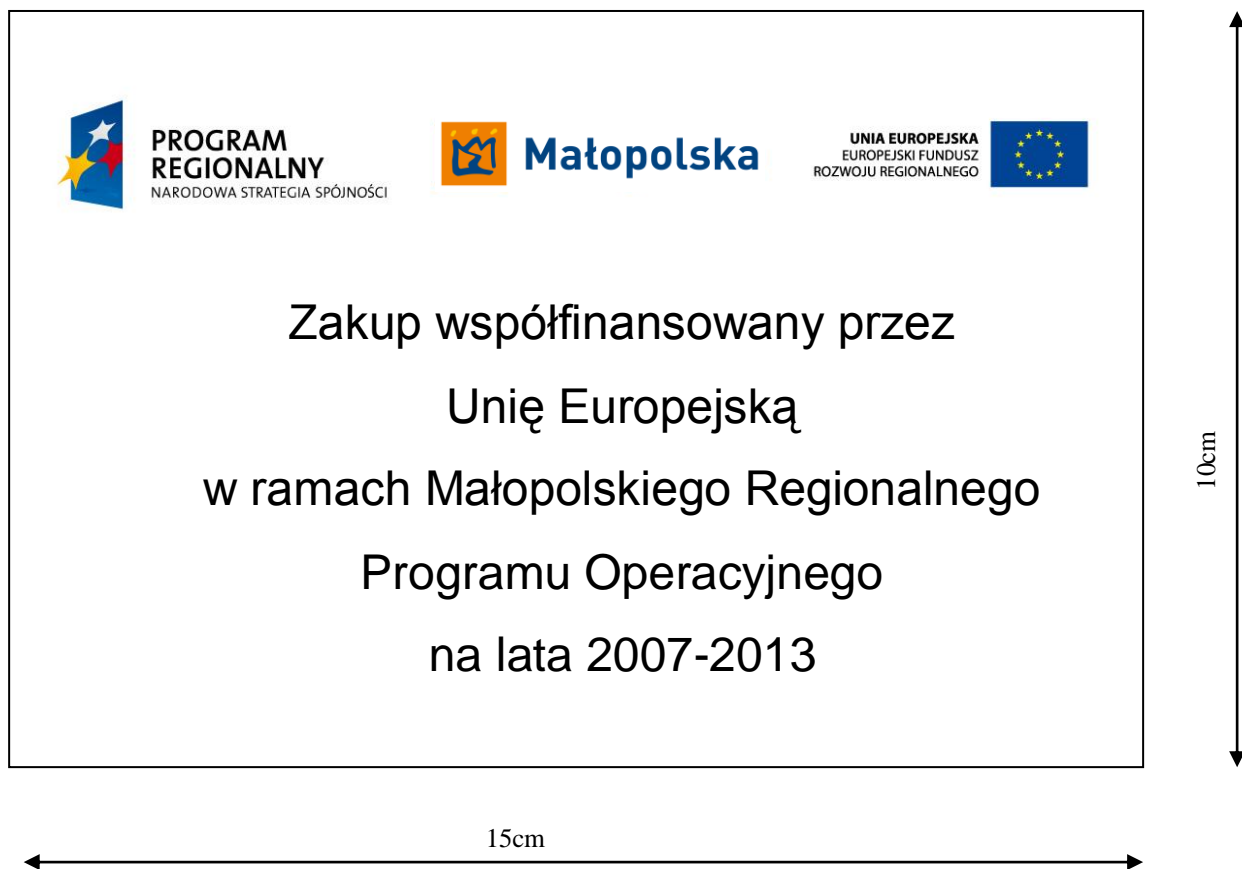 PROGRAM
REGIONALNY
NARODOWA STRATEGIA SPÓJNOŚCI
Małopolska
UNIA EUROPEJSKA
EUROPEJSKI FUNDUSZ
ROZWOJU REGIONALNEGO
Zakup współfinansowany przez
Unię Europejską
w ramach Małopolskiego Regionalnego
Programu Operacyjnego
na lata 2007-2013
10cm
15cm